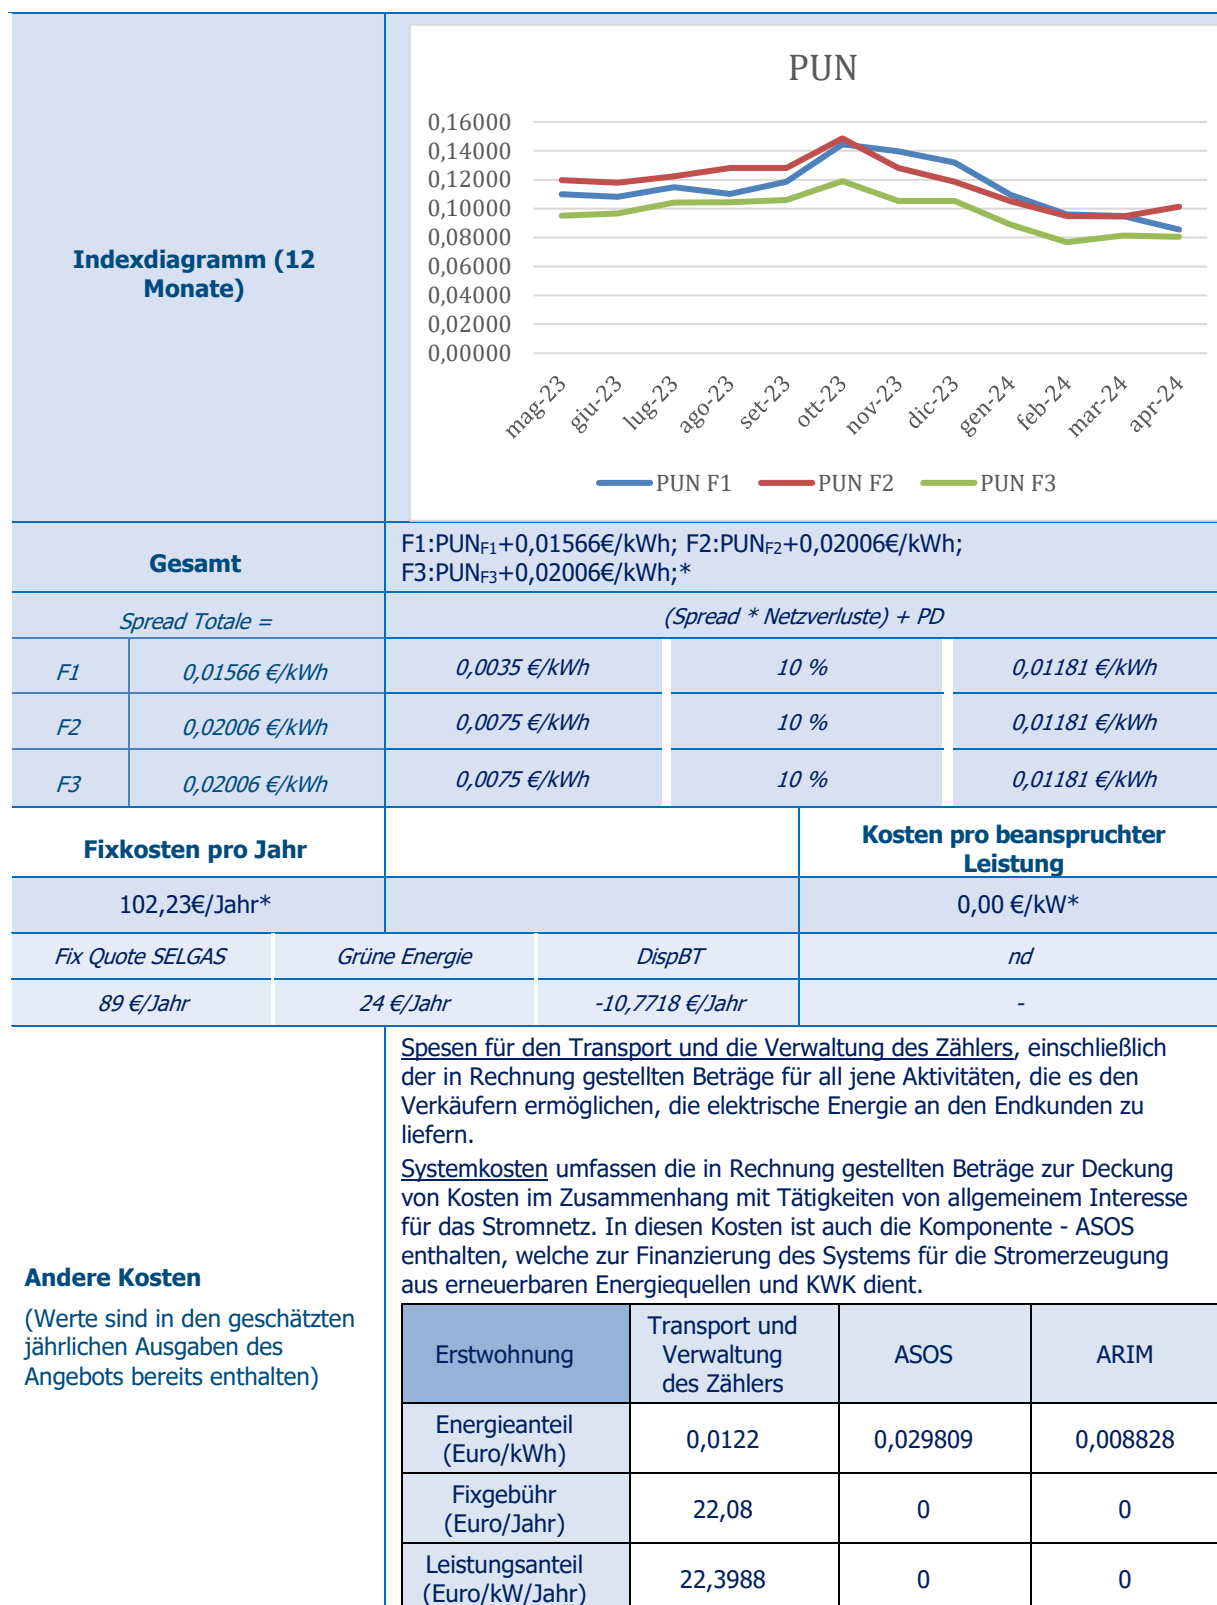 Indexdiagramm (12
Monate)
PUN
0,16000
0,14000
0,12000
0,10000
0,08000
0,06000
0,04000
0,02000
0,00000
mag-23
giu-23
lug-23
ago-23
set-23
ott-23
nov-23
dic-23
gen-24
feb-24
mar-24
apr-24
PUN F1 PUN F2 PUN F3
Gesamt
F1:PUNF1+0,01566€/kWh; F2:PUNF2+0,02006€/kWh;
F3:PUNF3+0,02006€/kWh;*
Spread Totale = (Spread * Netzverluste) + PD
F1 0,01566 €/kWh 0,0035 €/kWh 10 % 0,01181 €/kWh
F2 0,02006 €/kWh 0,0075 €/kWh 10 % 0,01181 €/kWh
F3 0,02006 €/kWh 0,0075 €/kWh 10 % 0,01181 €/kWh
Fixkosten pro Jahr
Kosten pro beanspruchter
Leistung
102,23€/Jahr* 0,00 €/kW*
Fix Quote SELGAS Grüne Energie DispBT nd
89 €/Jahr 24 €/Jahr -10,7718 €/Jahr -
Andere Kosten
(Werte sind in den geschätzten
jährlichen Ausgaben des
Angebots bereits enthalten)
Spesen für den Transport und die Verwaltung des Zählers, einschließlich
der in Rechnung gestellten Beträge für all jene Aktivitäten, die es den
Verkäufern ermöglichen, die elektrische Energie an den Endkunden zu
liefern.
Systemkosten umfassen die in Rechnung gestellten Beträge zur Deckung
von Kosten im Zusammenhang mit Tätigkeiten von allgemeinem Interesse
für das Stromnetz. In diesen Kosten ist auch die Komponente - ASOS
enthalten, welche zur Finanzierung des Systems für die Stromerzeugung
aus erneuerbaren Energiequellen und KWK dient.
Erstwohnung
Transport und
Verwaltung
des Zählers
ASOS
ARIM
Energieanteil
(Euro/kWh)
0,0122 0,029809 0,008828
Fixgebühr
(Euro/Jahr)
22,08 0 0
Leistungsanteil
(Euro/kW/Jahr)
22,3988 0 0